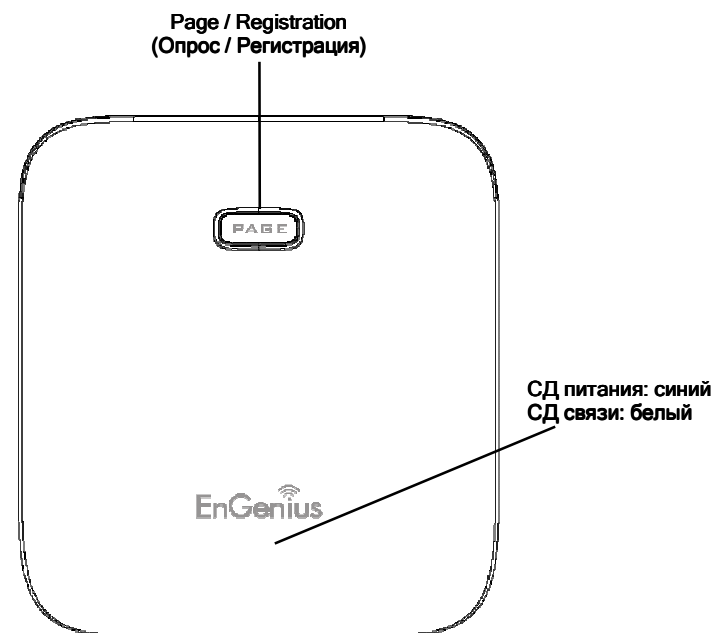 Page / Registration
(Опрос / Регистрация)
PAGE
СД питания: синий
СД связи: белый
EnGenius